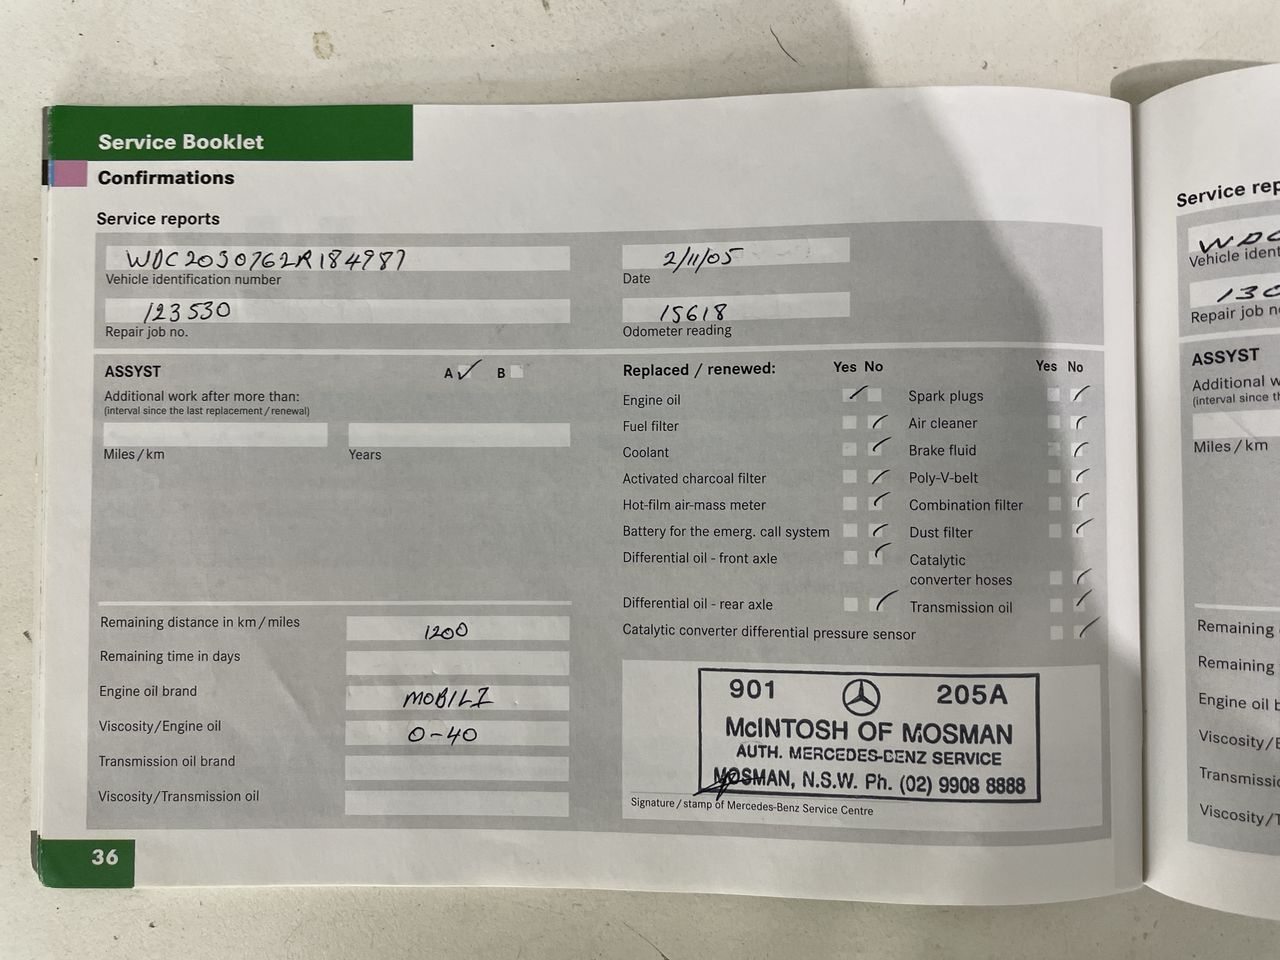 Service Booklet
Confirmations
Service reports
WDC2030762R184987
Vehicle identification number
2/11/05
Date
123530
Repair job no.
15618
Odometer reading
ASSYST
A ✓ B
Additional work after more than:
(interval since the last replacement/renewal)
Miles/km
Years
Replaced / renewed:
Yes No
Yes No
Engine oil
Fuel filter
Coolant
Activated charcoal filter
Hot-film air-mass meter
Battery for the emerg. call system
Differential oil - front axle
Differential oil - rear axle
Catalytic converter differential pressure sensor
Spark plugs
Air cleaner
Brake fluid
Poly-V-belt
Combination filter
Dust filter
Catalytic
converter hoses
Transmission oil
Remaining distance in km/miles
1200
Remaining time in days
Engine oil brand
MOBIL 1
Viscosity/Engine oil
0-40
Transmission oil brand
Viscosity/Transmission oil
901 205A
McINTOSH OF MOSMAN
AUTH. MERCEDES-BENZ SERVICE
MOSMAN, N.S.W. Ph. (02) 9908 8888
Signature/stamp of Mercedes-Benz Service Centre
36
Service rep
WDC
Vehicle ident
130
Repair job n
ASSYST
Additional w
(interval since th
Miles/km
Remaining
Remaining
Engine oil b
Viscosity/E
Transmissio
Viscosity/T